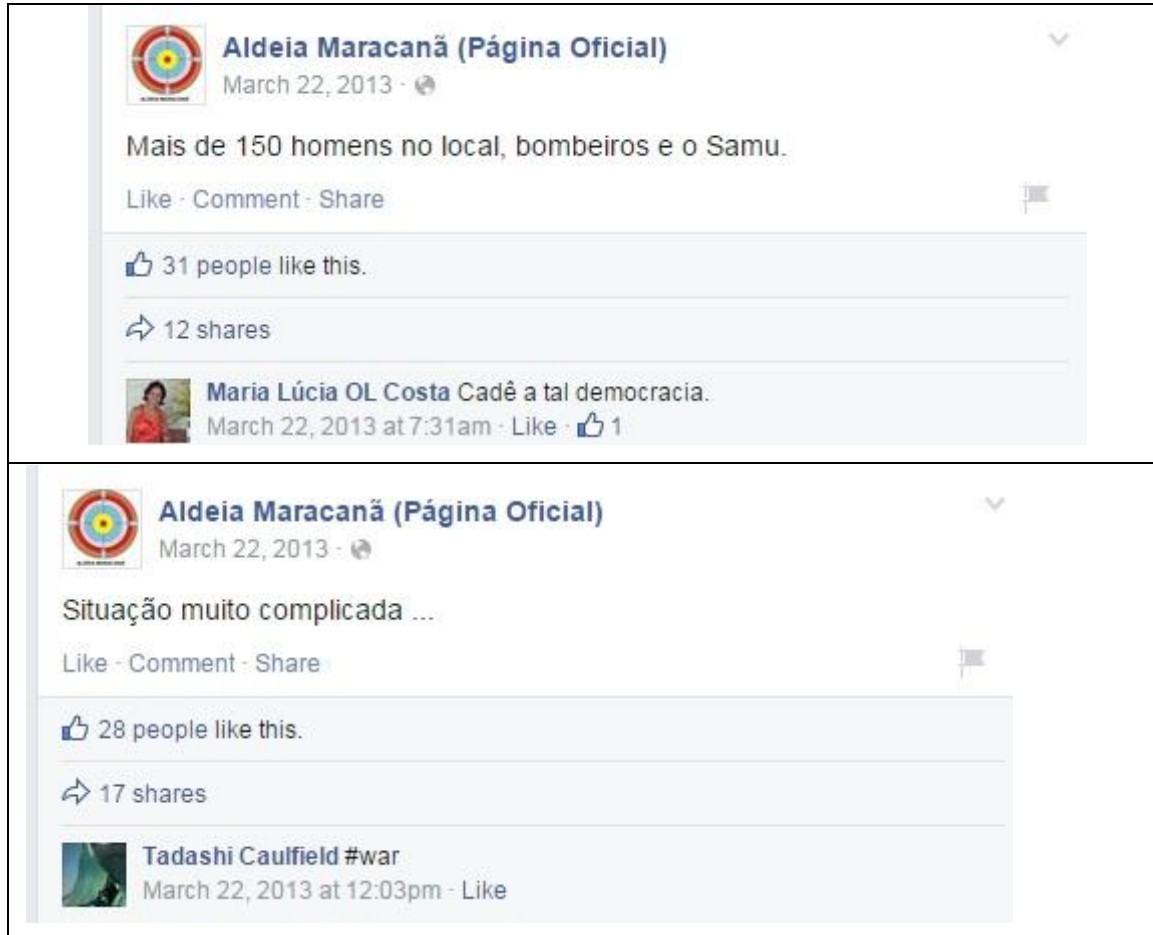 Aldeia Maracanã (Página Oficial)
March 22, 2013 ·
Mais de 150 homens no local, bombeiros e o Samu.
Like · Comment · Share
31 people like this.
12 shares
Maria Lúcia OL Costa Cadê a tal democracia.
March 22, 2013 at 7:31am · Like · 1
Aldeia Maracanã (Página Oficial)
March 22, 2013 ·
Situação muito complicada ...
Like · Comment · Share
28 people like this.
17 shares
Tadashi Caulfield #war
March 22, 2013 at 12:03pm · Like